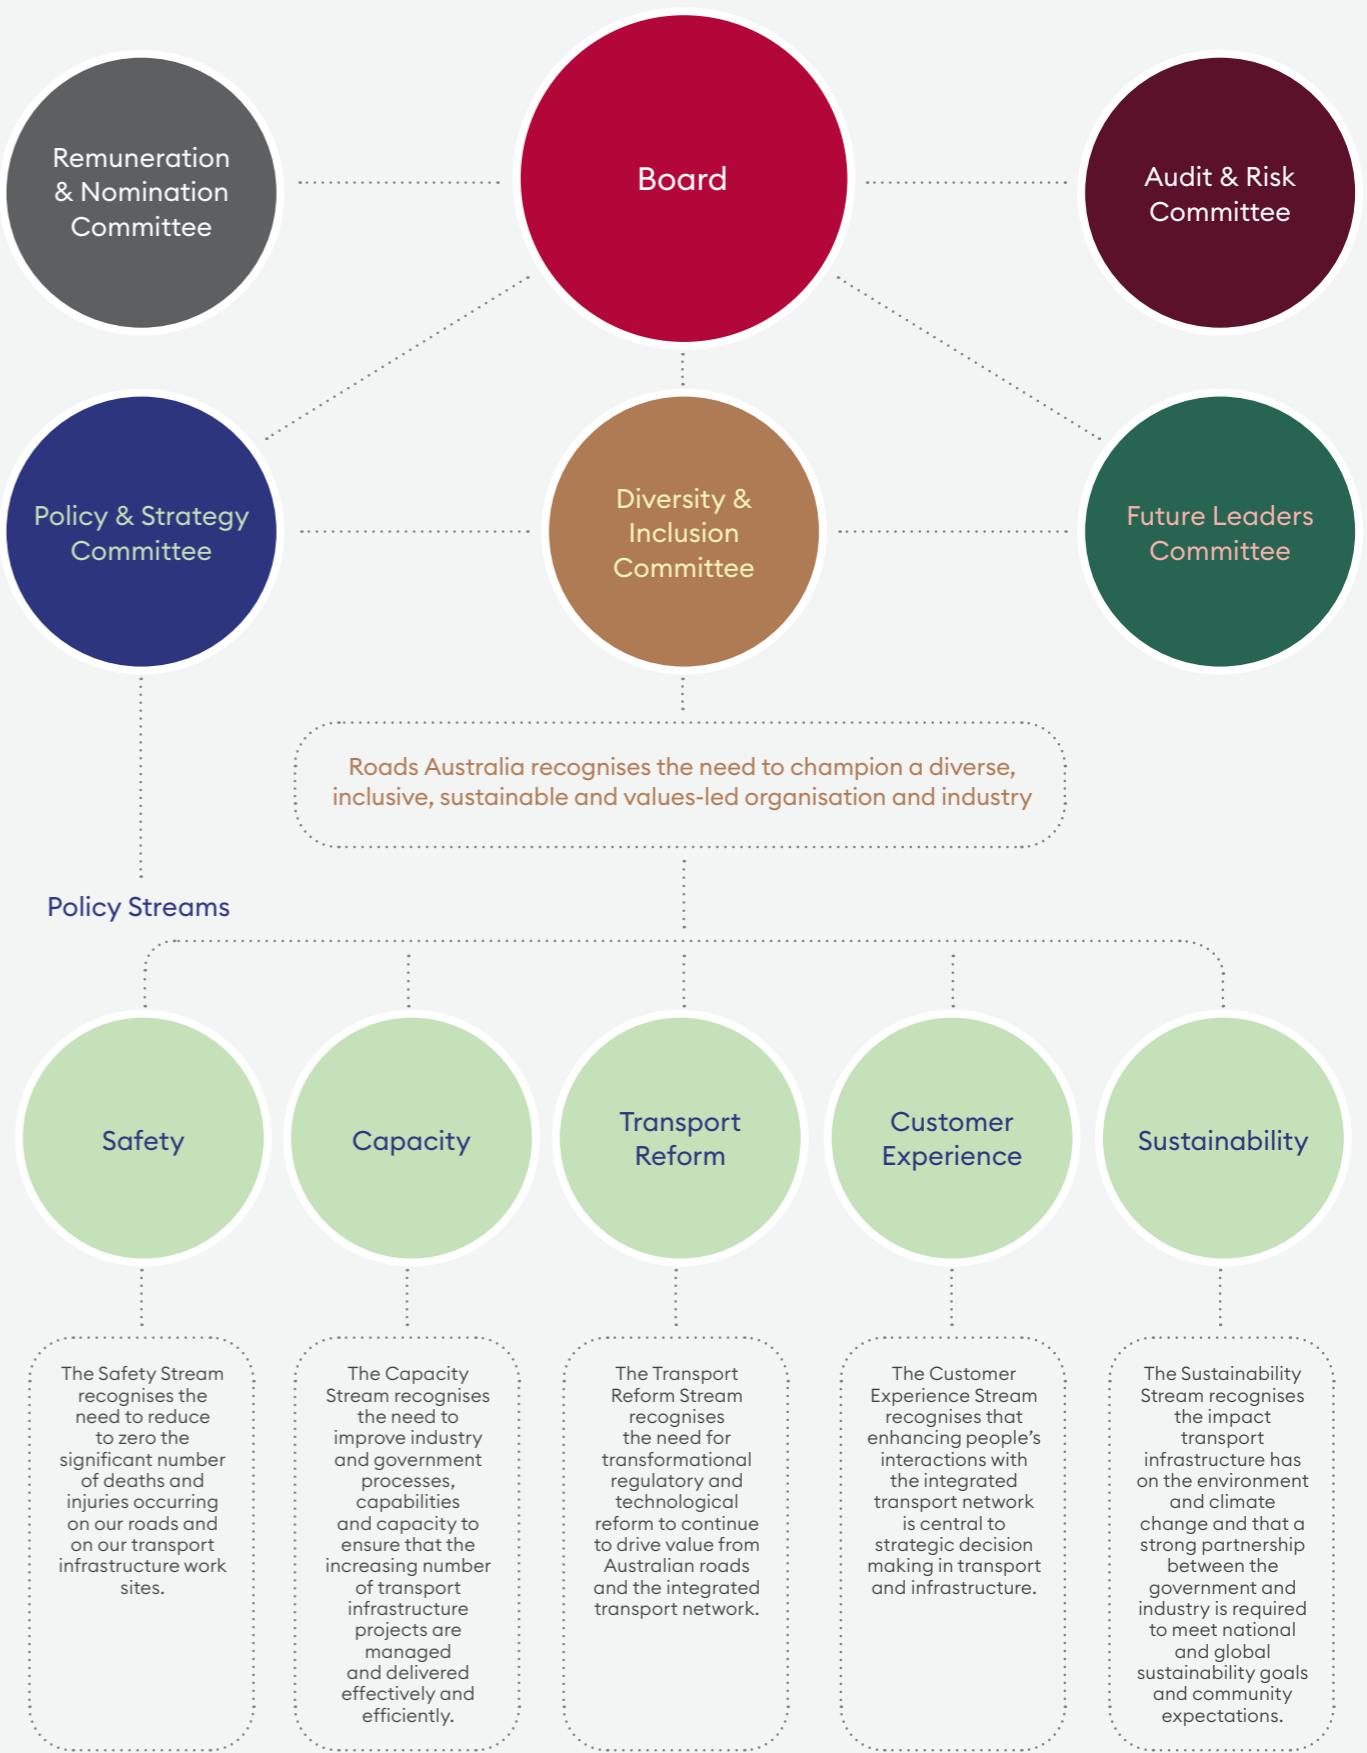 Remuneration
& Nomination
Committee
Board
Audit & Risk
Committee
Policy & Strategy
Committee
Diversity &
Inclusion
Committee
Future Leaders
Committee
Roads Australia recognises the need to champion a diverse,
inclusive, sustainable and values-led organisation and industry
Policy Streams
Safety
Capacity
Transport
Reform
Customer
Experience
Sustainability
The Safety Stream
recognises the
need to reduce
to zero the
significant number
of deaths and
injuries occurring
on our roads and
on our transport
infrastructure work
sites.
The Capacity
Stream recognises
the need to
improve industry
and government
processes,
capabilities
and capacity to
ensure that the
increasing number
of transport
infrastructure
projects are
managed
and delivered
effectively and
efficiently.
The Transport
Reform Stream
recognises
the need for
transformational
regulatory and
technological
reform to continue
to drive value from
Australian roads
and the integrated
transport network.
The Customer
Experience Stream
recognises that
enhancing people’s
interactions with
the integrated
transport network
is central to
strategic decision
making in transport
and infrastructure.
The Sustainability
Stream recognises
the impact
transport
infrastructure has
on the environment
and climate
change and that a
strong partnership
between the
government and
industry is required
to meet national
and global
sustainability goals
and community
expectations.